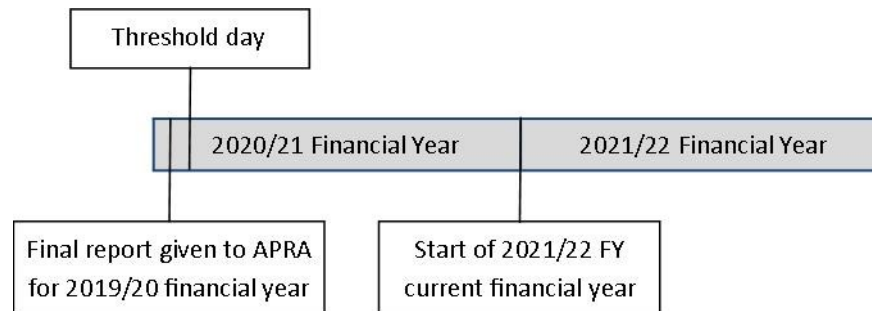 Threshold day
2020/21 Financial Year
2021/22 Financial Year
Final report given to APRA
for 2019/20 financial year
Start of 2021/22 FY
current financial year